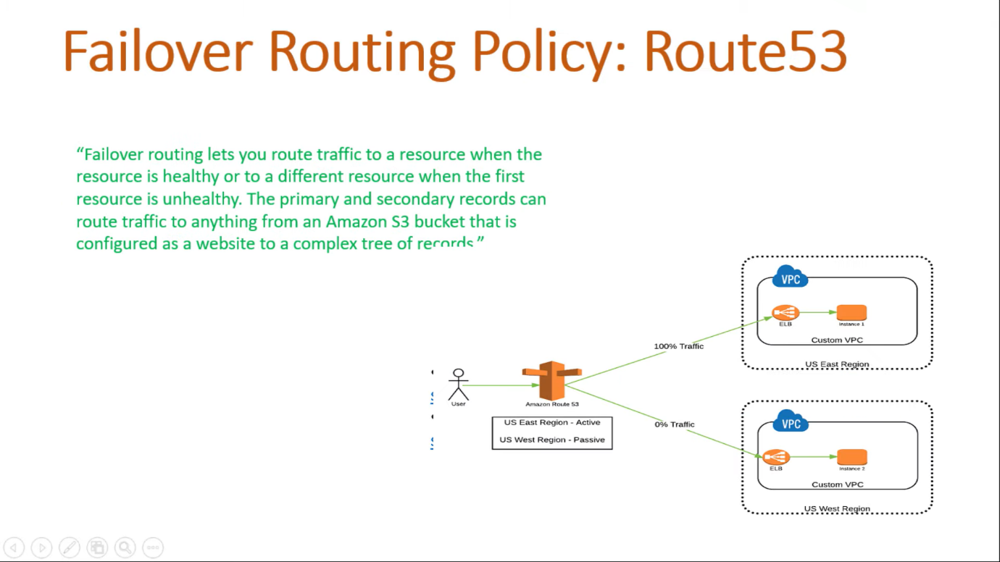 Failover Routing Policy: Route53
“Failover routing lets you route traffic to a resource when the
resource is healthy or to a different resource when the first
resource is unhealthy. The primary and secondary records can
route traffic to anything from an Amazon S3 bucket that is
configured as a website to a complex tree of records.”
VPC
ELB
Instance 1
Custom VPC
US East Region
100% Traffic
User
Amazon Route 53
US East Region - Active
US West Region - Passive
0% Traffic
VPC
ELB
Instance 2
Custom VPC
US West Region